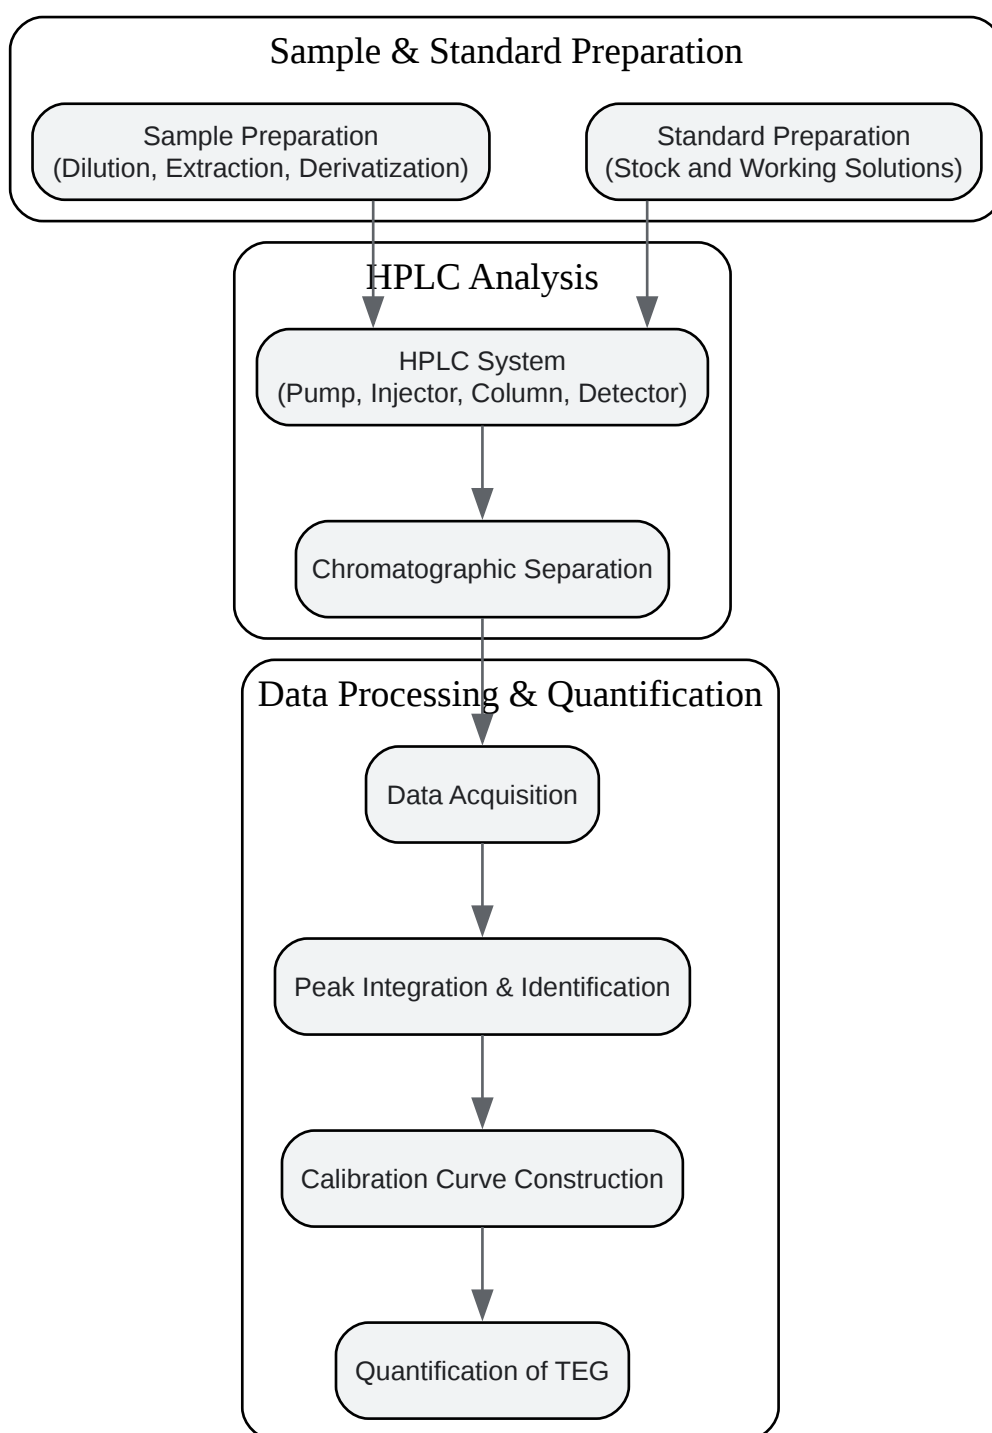 Sample & Standard Preparation
Sample Preparation
(Dilution, Extraction, Derivatization)
Standard Preparation
(Stock and Working Solutions)
HPLC Analysis
HPLC System
(Pump, Injector, Column, Detector)
Chromatographic Separation
Data Processing & Quantification
Data Acquisition
Peak Integration & Identification
Calibration Curve Construction
Quantification of TEG